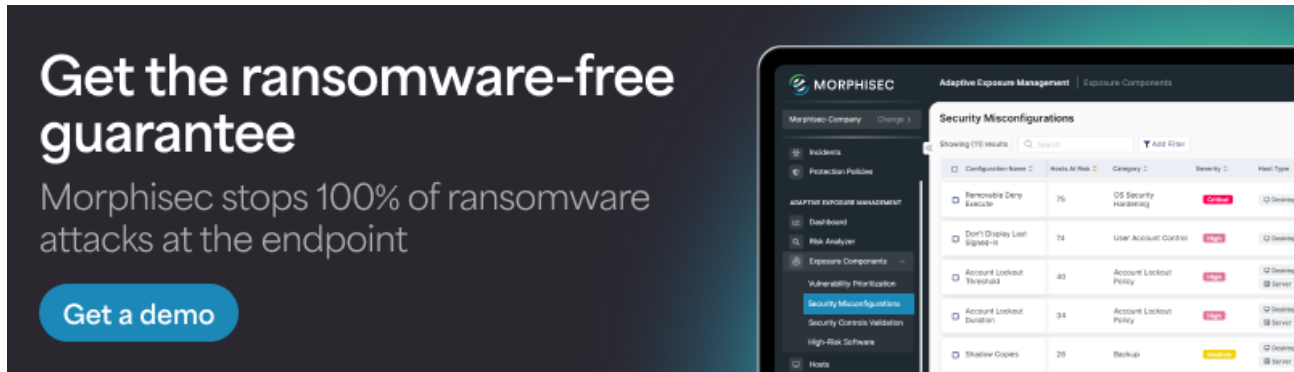 Get the ransomware-free
guarantee
Morphisec stops 100% of ransomware
attacks at the endpoint
Get a demo
MORPHISEC
Morphisec Company Change
Incidents
Protection Policies
ADAPTIVE EXPOSURE MANAGEMENT
Dashboard
Risk Analyzer
Exposure Components
Vulnerability Prioritization
Security Misconfigurations
Security Controls Validation
High-Risk Software
Hosts
Adaptive Exposure Management | Exposure Components
Security Misconfigurations
Showing (11) results Search Add Filter
Configuration Name Hosts At Risk Category Severity Host Type
Removable Deny Execute 75 OS Security Hardening Critical
Don't Display Last Signed-in 74 User Account Control High
Account Lockout Threshold 40 Account Lockout Policy High Server
Account Lockout Duration 34 Account Lockout Policy High Server
Shadow Copies 26 Backup Medium Server